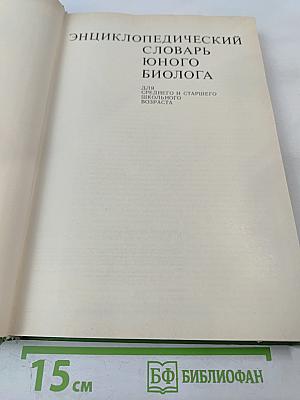 ЭНЦИКЛОПЕДИЧЕСКИЙ
СЛОВАРЬ
ЮНОГО
БИОЛОГА
ДЛЯ
СРЕДНЕГО И СТАРШЕГО
ШКОЛЬНОГО
ВОЗРАСТА
15 см
БФ БИБЛИОФАН